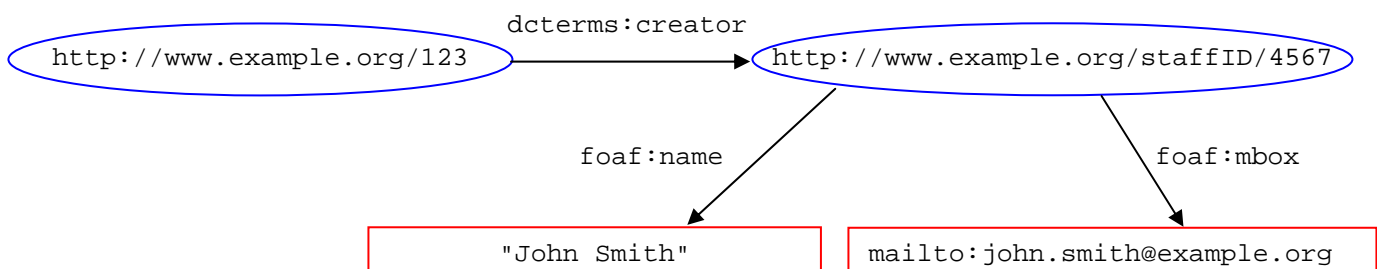 dcterms:creator
http://www.example.org/123
http://www.example.org/staffID/4567
foaf:name
foaf:mbox
"John Smith"
mailto:john.smith@example.org